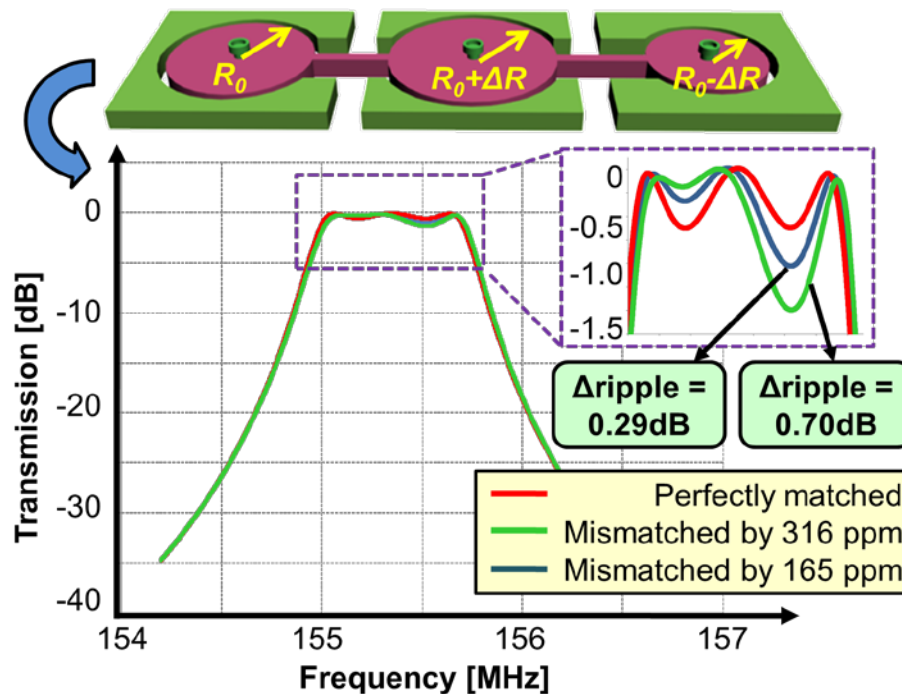 R₀
R₀+ΔR
R₀-ΔR
Transmission [dB]
0
-10
-20
-30
-40
154
155
156
157
Frequency [MHz]
0
-0.5
-1.0
-1.5
Δripple =
0.29dB
Δripple =
0.70dB
Perfectly matched
Mismatched by 316 ppm
Mismatched by 165 ppm